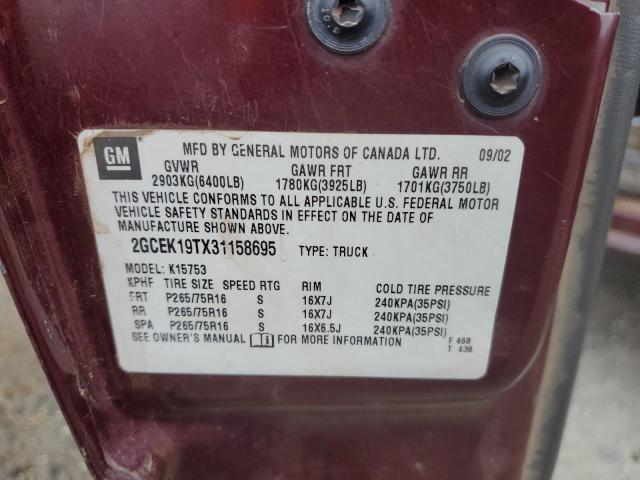 GM MFD BY GENERAL MOTORS OF CANADA LTD. 09/02
GVWR GAWR FRT GAWR RR
2903KG(6400LB) 1780KG(3925LB) 1701KG(3750LB)
THIS VEHICLE CONFORMS TO ALL APPLICABLE U.S. FEDERAL MOTOR
VEHICLE SAFETY STANDARDS IN EFFECT ON THE DATE OF
MANUFACTURE SHOWN ABOVE.
2GCEK19TX31158695 TYPE: TRUCK
MODEL: K15753
KPHF TIRE SIZE SPEED RTG RIM COLD TIRE PRESSURE
FRT P265/75R16 S 16X7J 240KPA(35PSI)
RR P265/75R16 S 16X7J 240KPA(35PSI)
SPA P265/75R16 S 16X6.5J 240KPA(35PSI)
SEE OWNER'S MANUAL FOR MORE INFORMATION
F 468
T 438